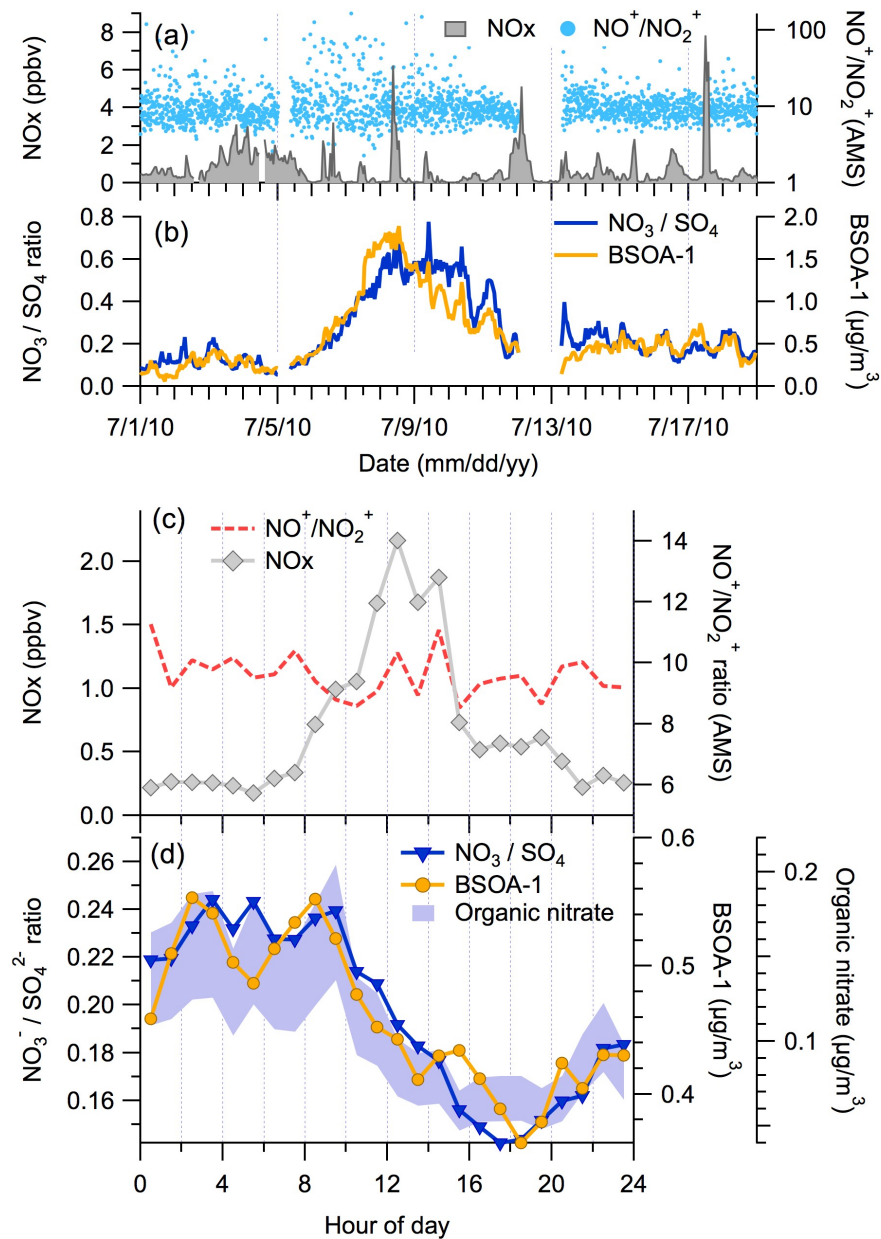 (a)
NOx
NO⁺/NO₂⁺
NOx (ppbv)
8
6
4
2
0
NO⁺/NO₂⁺ (AMS)
100
10
1
(b)
NO₃ / SO₄
BSOA-1
NO₃ / SO₄ ratio
0.8
0.6
0.4
0.2
0.0
BSOA-1 (µg/m³)
2.0
1.5
1.0
0.5
0.0
7/1/10 7/5/10 7/9/10 7/13/10 7/17/10
Date (mm/dd/yy)
(c)
NO⁺/NO₂⁺
NOx
NOx (ppbv)
2.0
1.5
1.0
0.5
0.0
NO⁺/NO₂⁺ ratio (AMS)
14
12
10
8
6
(d)
NO₃ / SO₄
BSOA-1
Organic nitrate
NO₃⁻ / SO₄²⁻ ratio
0.26
0.24
0.22
0.20
0.18
0.16
BSOA-1 (µg/m³)
0.6
0.5
0.4
Organic nitrate (µg/m³)
0.2
0.1
0 4 8 12 16 20 24
Hour of day